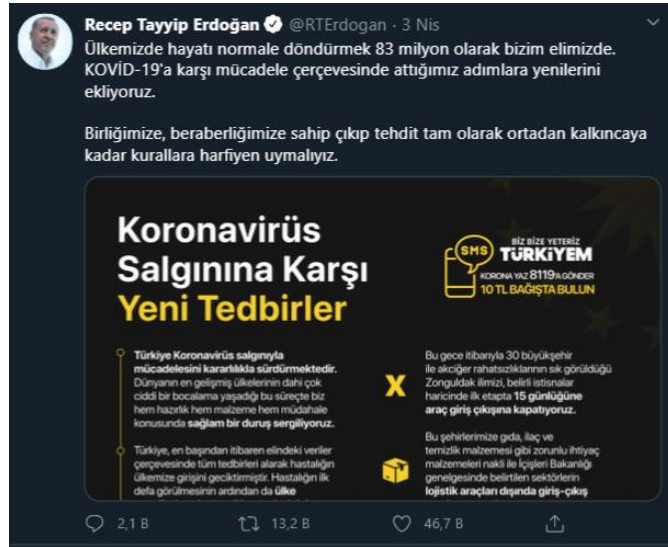 Recep Tayyip Erdoğan @RTErdogan · 3 Nis
Ülkemizde hayatı normale döndürmek 83 milyon olarak bizim elimizde.
KOVİD-19'a karşı mücadele çerçevesinde attığımız adımlara yenilerini
ekliyoruz.
Birliğimize, beraberliğimize sahip çıkıp tehdit tam olarak ortadan kalkıncaya
kadar kurallara harfiyen uymalıyız.
Koronavirüs
Salgınına Karşı
Yeni Tedbirler
SMS
BİZ BİZE YETERİZ
TÜRKİYEM
KORONA YAZ 8119'A GÖNDER
10 TL BAĞIŞTA BULUN
Türkiye Koronavirüs salgınıyla
mücadelesini kararlılıkla sürdürmektedir.
Dünyanın en gelişmiş ülkelerinin dahi çok
ciddi bir bocalama yaşadığı bu süreçte biz
hem hazırlık hem malzeme hem müdahale
konusunda sağlam bir duruş sergiliyoruz.
Türkiye, en başından itibaren elindeki veriler
çerçevesinde tüm tedbirleri alarak hastalığın
ülkemize girişini geciktirmiştir. Hastalığın ilk
defa görülmesinin ardından da ülke
X
Bu gece itibarıyla 30 büyükşehir
ile akciğer rahatsızlıklarının sık görüldüğü
Zonguldak ilimizi, belirli istisnalar
haricinde ilk etapta 15 günlüğüne
araç giriş çıkışına kapatıyoruz.
Bu şehirlerimize gıda, ilaç ve
temizlik malzemesi gibi zorunlu ihtiyaç
malzemeleri nakli ile İçişleri Bakanlığı
genelgesinde belirtilen sektörlerin
lojistik araçları dışında giriş-çıkış
2,1 B 13,2 B 46,7 B